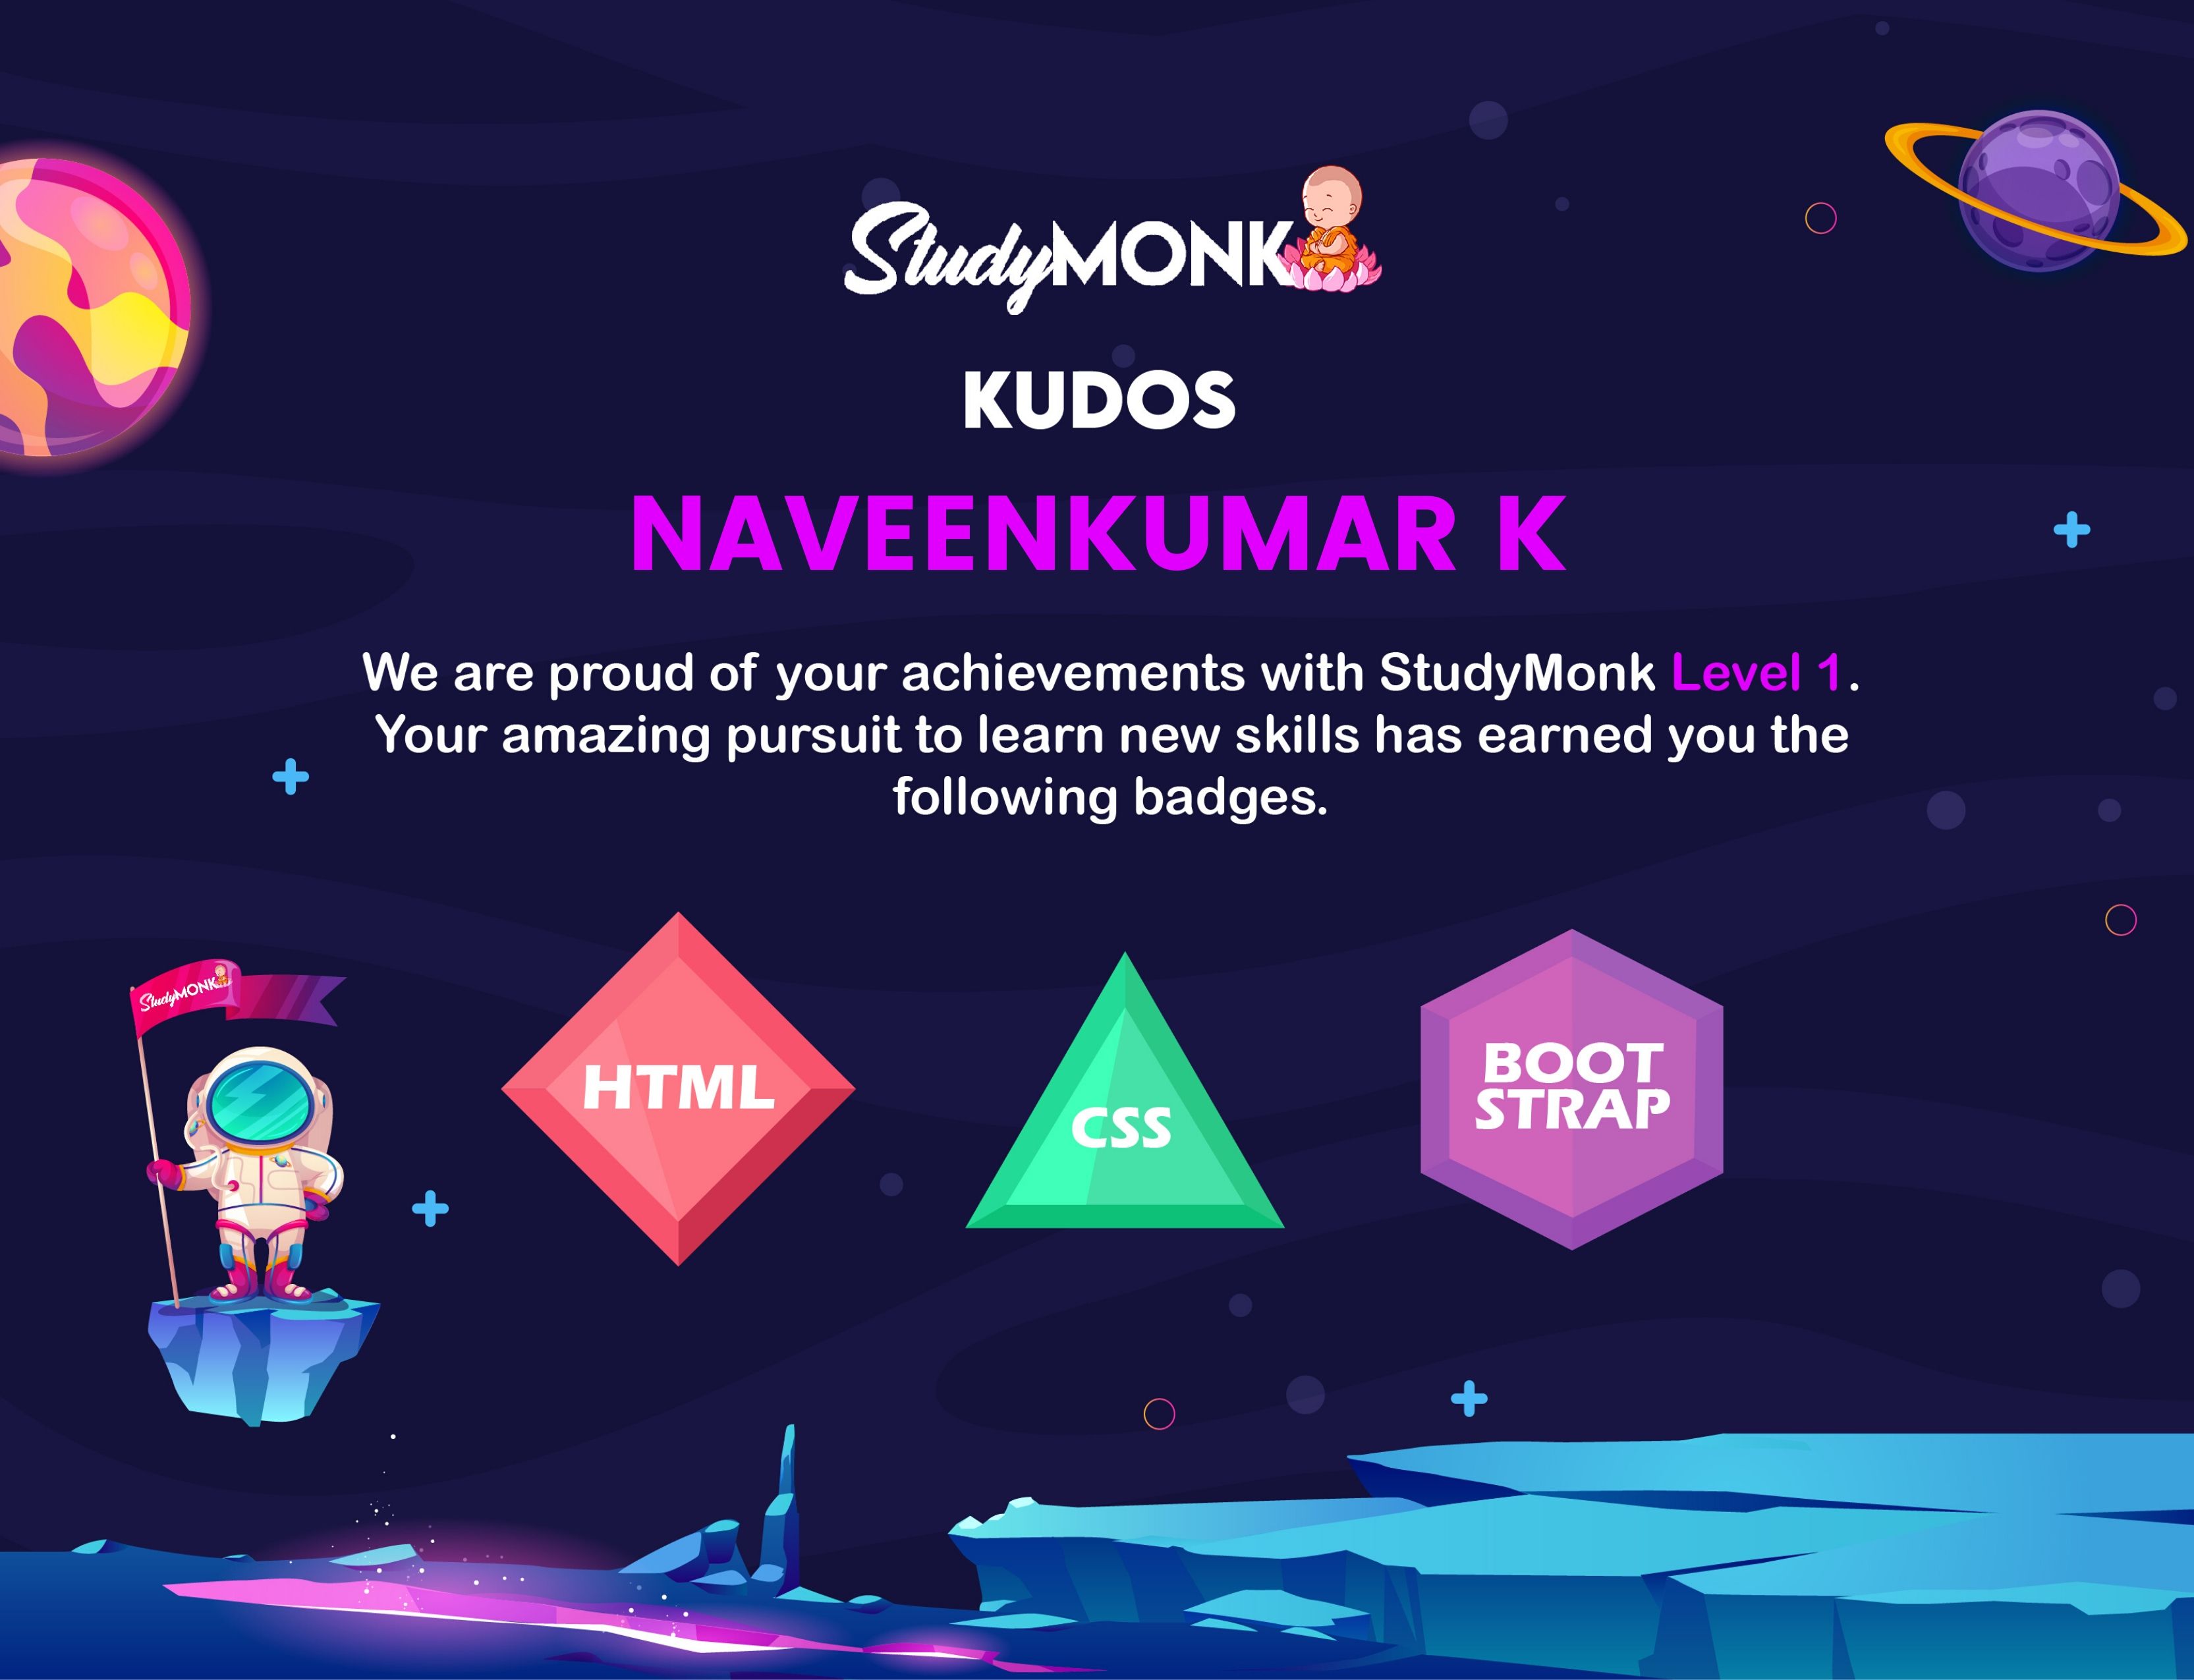 StudyMONK
KUDOS
NAVEENKUMAR K
We are proud of your achievements with StudyMonk Level 1.
Your amazing pursuit to learn new skills has earned you the
following badges.
StudyMONK
HTML
CSS
BOOT
STRAP